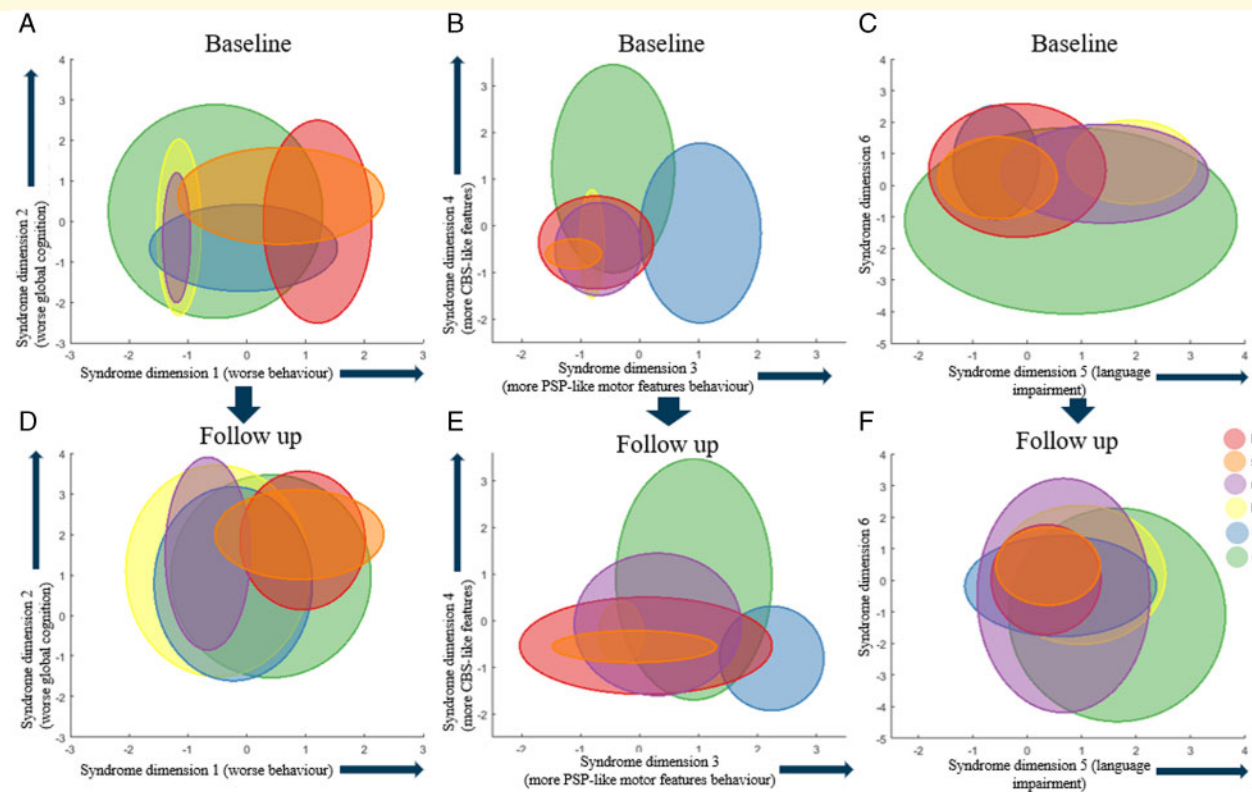 A
Baseline
Syndrome dimension 2
(worse global cognition)
4
3
2
1
0
-1
-2
-3
-3
-2
-1
0
1
2
3
Syndrome dimension 1 (worse behaviour)
B
Baseline
Syndrome dimension 4
(more CBS-like features)
3
2
1
0
-1
-2
-2
-1
0
1
2
3
Syndrome dimension 3
(more PSP-like motor features behaviour)
C
Baseline
Syndrome dimension 6
5
4
3
2
1
0
-1
-2
-3
-4
-5
-2
-1
0
1
2
3
4
Syndrome dimension 5 (language
impairment)
D
Follow up
Syndrome dimension 2
(worse global cognition)
4
3
2
1
0
-1
-2
-3
-3
-2
-1
0
1
2
3
Syndrome dimension 1 (worse behaviour)
E
Follow up
Syndrome dimension 4
(more CBS-like features)
3
2
1
0
-1
-2
-2
-1
0
1
2
3
Syndrome dimension 3
(more PSP-like motor features behaviour)
F
Follow up
Syndrome dimension 6
4
3
2
1
0
-1
-2
-3
-4
-5
-2
-1
0
1
2
3
4
Syndrome dimension 5 (language
impairment)